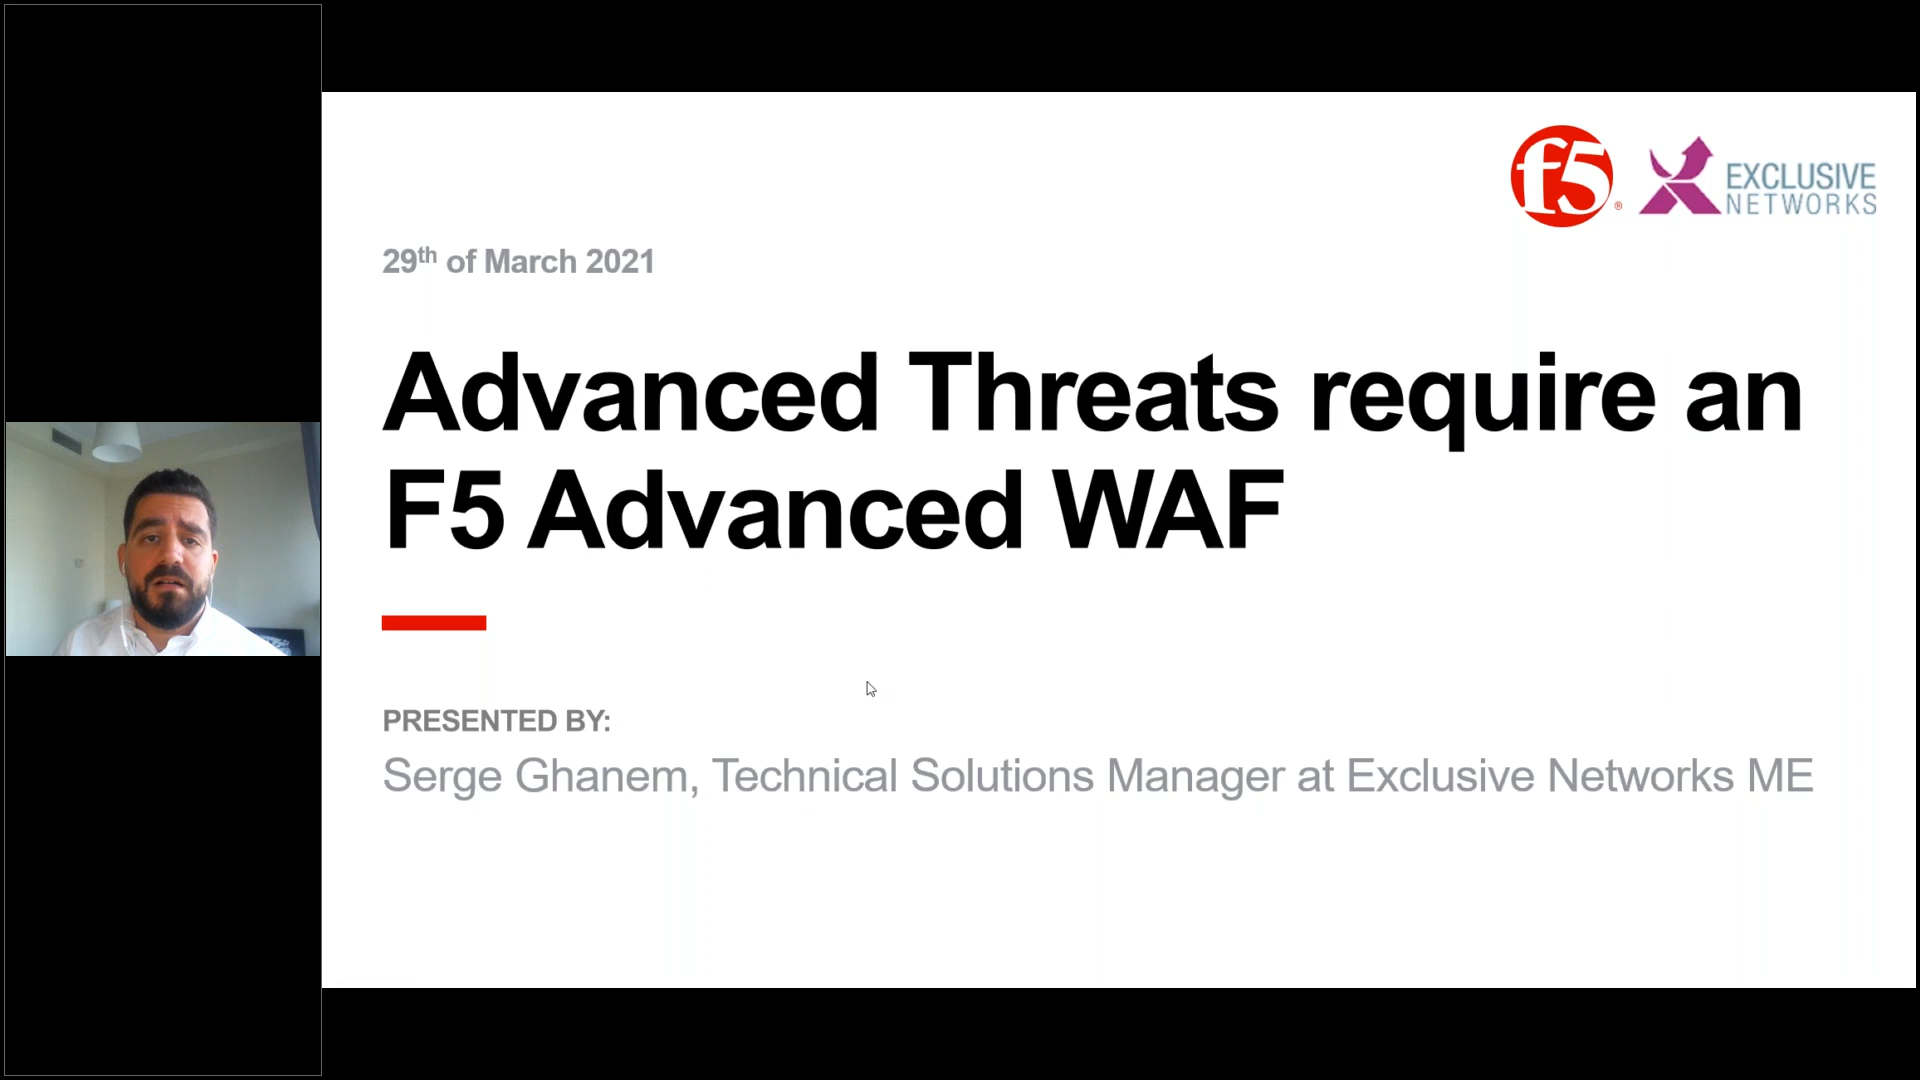 f5
EXCLUSIVE
NETWORKS
29th of March 2021
Advanced Threats require an
F5 Advanced WAF
PRESENTED BY:
Serge Ghanem, Technical Solutions Manager at Exclusive Networks ME